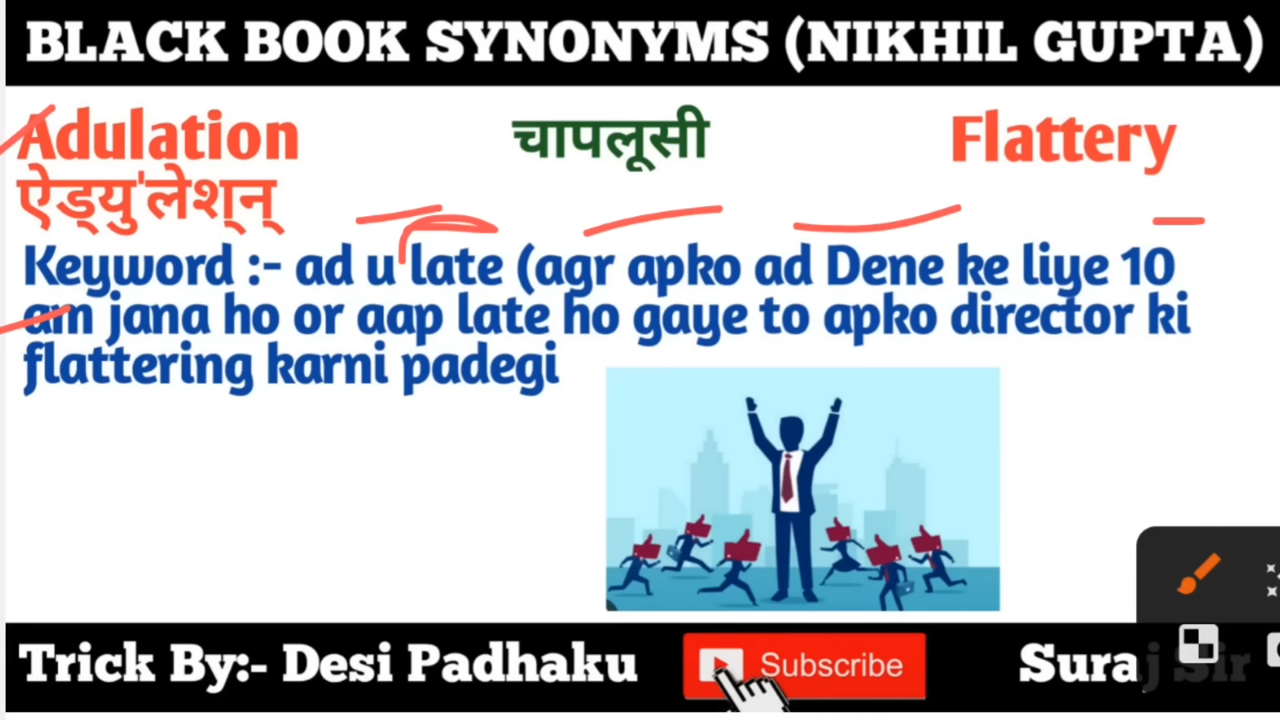 BLACK BOOK SYNONYMS (NIKHIL GUPTA)
Adulation चापलूसी Flattery
ऐड्यु'लेश्न्
Keyword :- ad u late (agr apko ad Dene ke liye 10
am jana ho or aap late ho gaye to apko director ki
flattering karni padegi
Trick By:- Desi Padhaku Subscribe Suraj Sir